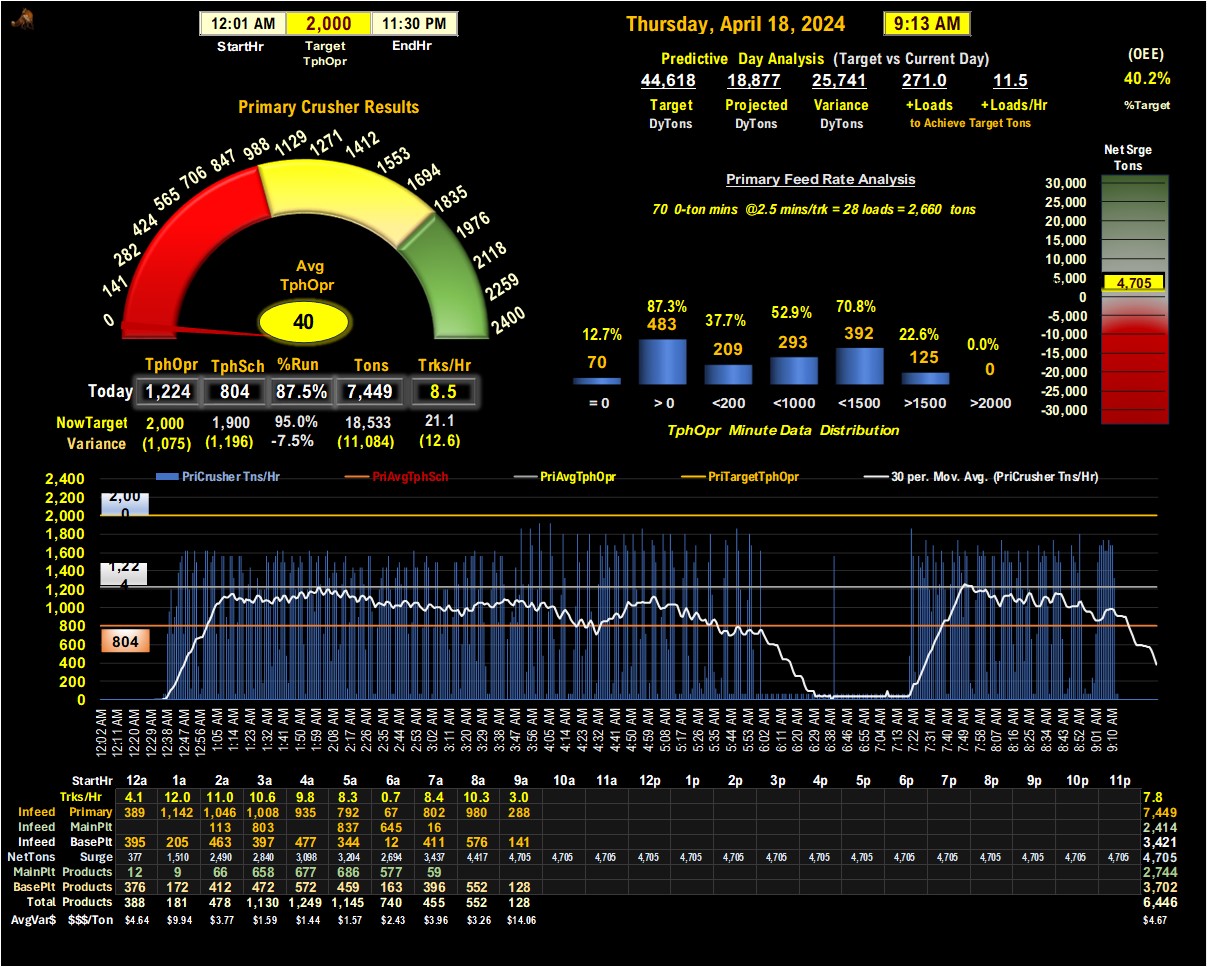 12:01 AM 2,000 11:30 PM
StartHr Target TphOpr EndHr
Thursday, April 18, 2024 9:13 AM
Predictive Day Analysis (Target vs Current Day)
44,618 18,877 25,741 271.0 11.5
Target Projected Variance +Loads +Loads/Hr
DyTons DyTons DyTons to Achieve Target Tons
(OEE)
40.2%
%Target
Primary Crusher Results
0 141 282 424 565 706 847 988 1129 1271 1412 1553 1694 1835 1976 2118 2259 2400
Avg
TphOpr
40
TphOpr TphSch %Run Tons Trks/Hr
Today 1,224 804 87.5% 7,449 8.5
NowTarget 2,000 1,900 95.0% 18,533 21.1
Variance (1,075) (1,196) -7.5% (11,084) (12.6)
Primary Feed Rate Analysis
70 0-ton mins @2.5 mins/trk = 28 loads = 2,660 tons
12.7% 87.3% 37.7% 52.9% 70.8% 22.6% 0.0%
70 483 209 293 392 125 0
= 0 > 0 <200 <1000 <1500 >1500 >2000
TphOpr Minute Data Distribution
Net Srge
Tons
30,000
25,000
20,000
15,000
10,000
5,000
4,705
0
-5,000
-10,000
-15,000
-20,000
-25,000
-30,000
PriCrusher Tns/Hr PriAvgTphSch PriAvgTphOpr PriTargetTphOpr 30 per. Mov. Avg. (PriCrusher Tns/Hr)
2,400
2,200
2,000
1,800
1,600
1,400
1,200
1,000
800
600
400
200
0
2,00
0
1,22
4
804
12:02 AM 12:11 AM 12:20 AM 12:29 AM 12:38 AM 12:47 AM 12:56 AM 1:05 AM 1:14 AM 1:23 AM 1:32 AM 1:41 AM 1:50 AM 1:59 AM 2:08 AM 2:17 AM 2:26 AM 2:35 AM 2:44 AM 2:53 AM 3:02 AM 3:11 AM 3:20 AM 3:29 AM 3:38 AM 3:47 AM 3:56 AM 4:05 AM 4:14 AM 4:23 AM 4:32 AM 4:41 AM 4:50 AM 4:59 AM 5:08 AM 5:17 AM 5:26 AM 5:35 AM 5:44 AM 5:53 AM 6:02 AM 6:11 AM 6:20 AM 6:29 AM 6:38 AM 6:46 AM 6:55 AM 7:04 AM 7:13 AM 7:22 AM 7:31 AM 7:40 AM 7:49 AM 7:58 AM 8:07 AM 8:16 AM 8:25 AM 8:34 AM 8:43 AM 8:52 AM 9:01 AM 9:10 AM
StartHr 12a 1a 2a 3a 4a 5a 6a 7a 8a 9a 10a 11a 12p 1p 2p 3p 4p 5p 6p 7p 8p 9p 10p 11p
Trks/Hr 4.1 12.0 11.0 10.6 9.8 8.3 0.7 8.4 10.3 3.0 7.8
Infeed Primary 389 1,142 1,046 1,008 935 792 67 802 980 288 7,449
Infeed MainPlt 113 803 837 645 16 2,414
Infeed BasePlt 395 205 463 397 477 344 12 411 576 141 3,421
NetTons Surge 377 1,510 2,490 2,840 3,098 3,204 2,694 3,437 4,417 4,705 4,705 4,705 4,705 4,705 4,705 4,705 4,705 4,705 4,705 4,705 4,705 4,705 4,705 4,705 4,705
MainPlt Products 12 9 66 658 677 686 577 59 2,744
BasePlt Products 376 172 412 472 572 459 163 396 552 128 3,702
Total Products 388 181 478 1,130 1,249 1,145 740 455 552 128 6,446
AvgVar$ $$$/Ton $4.64 $9.94 $3.77 $1.59 $1.44 $1.57 $2.43 $3.96 $3.26 $14.06 $4.67